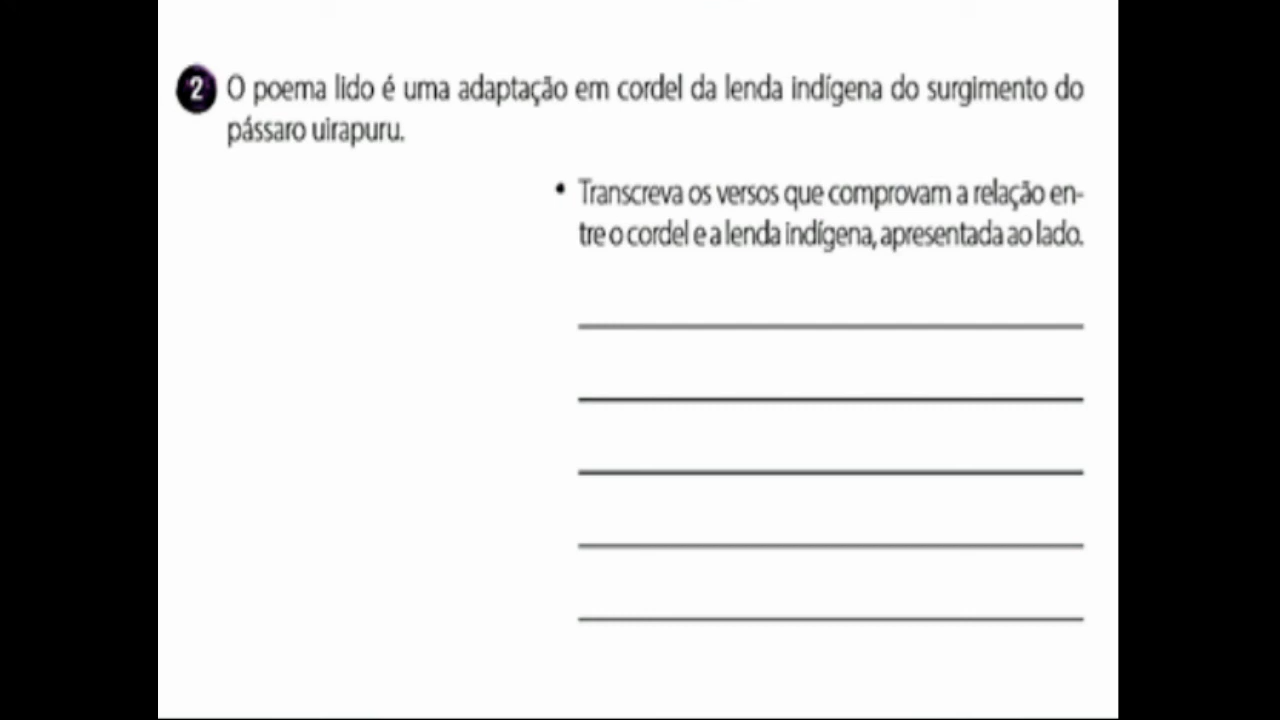 2 O poema lido é uma adaptação em cordel da lenda indígena do surgimento do
pássaro uirapuru.
• Transcreva os versos que comprovam a relação en-
tre o cordel e a lenda indígena, apresentada ao lado.